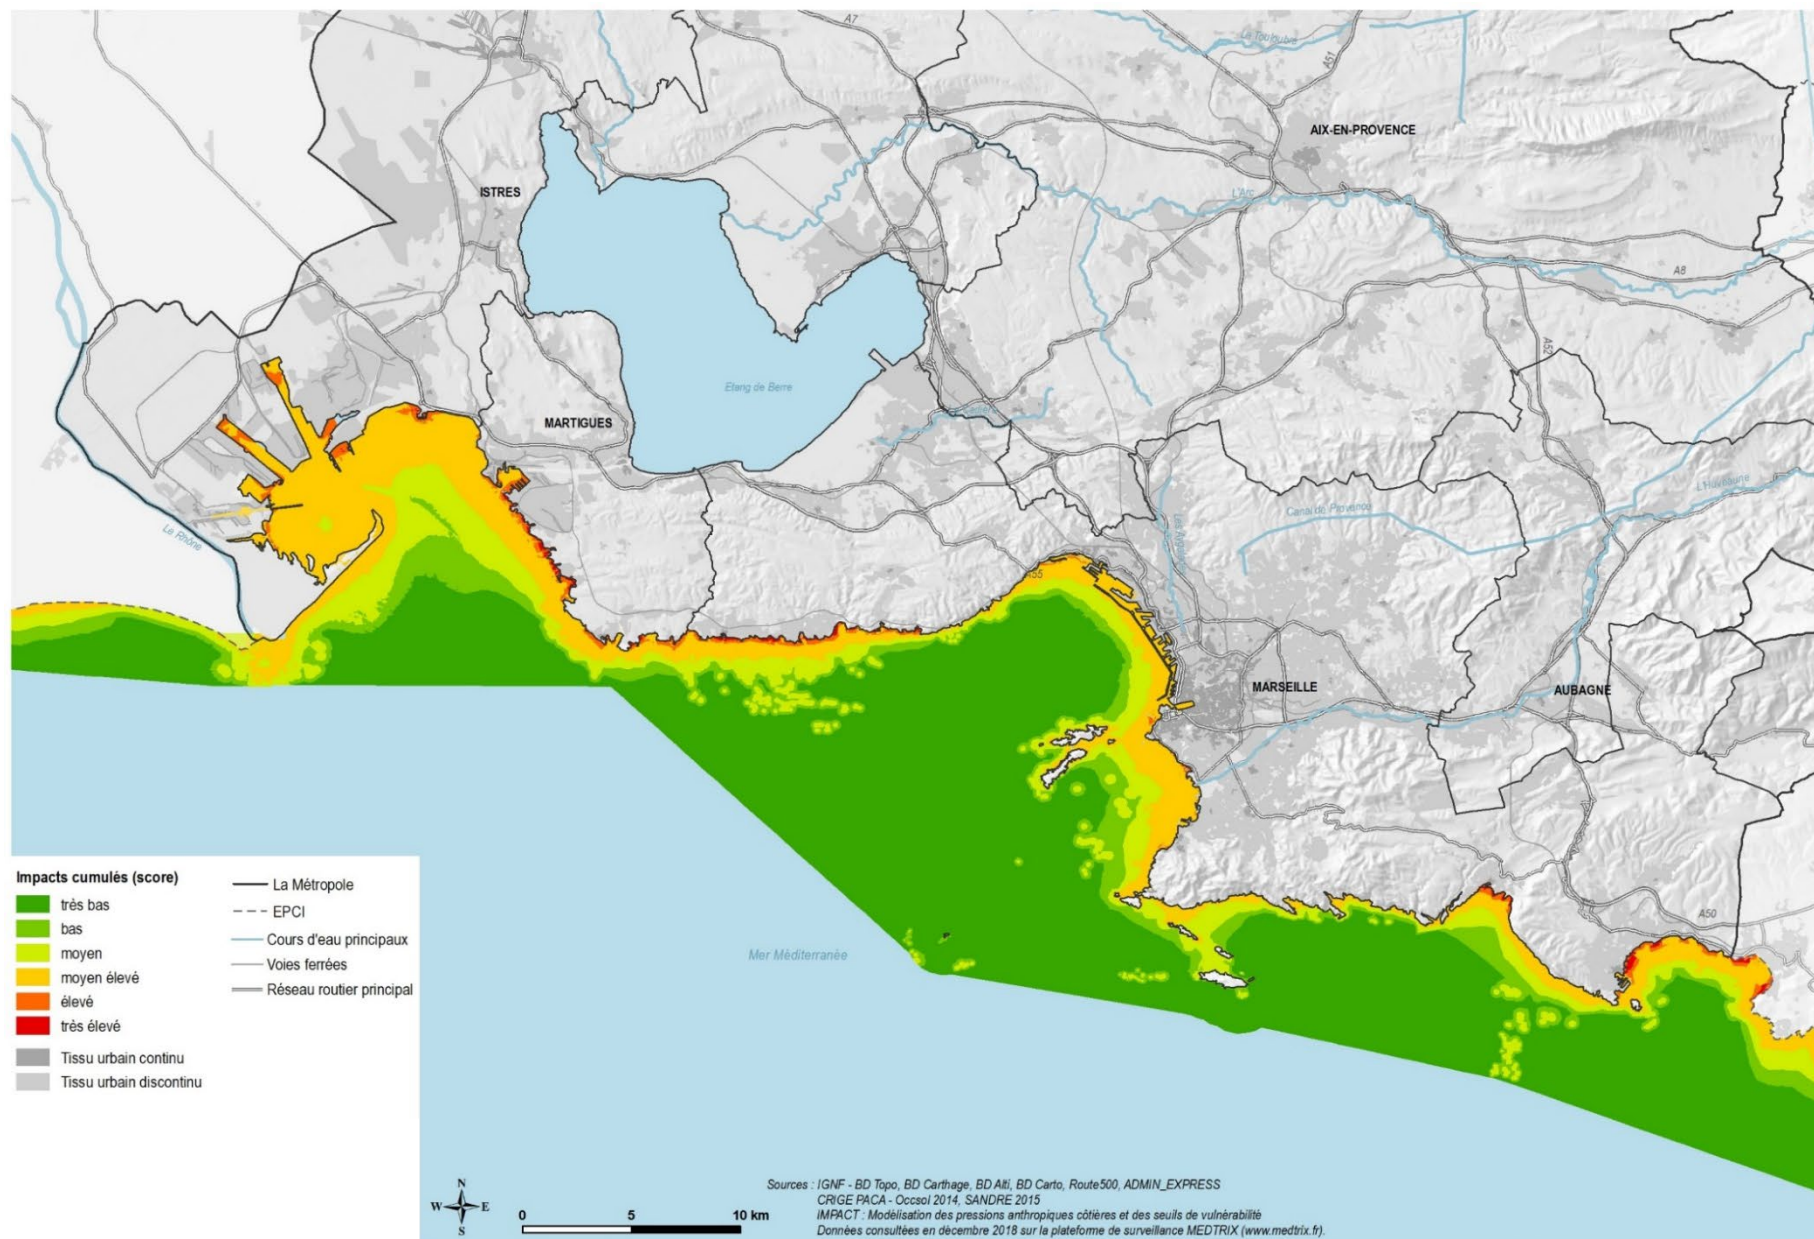 A7
La Touloubre
A51
AIX-EN-PROVENCE
ISTRES
L'Arc
A8
A52
Etang de Berre
MARTIGUES
L'Huveaune
Canal de Provence
Les Aygalades
Le Rhône
A55
MARSEILLE
AUBAGNE
A50
Mer Méditerranée
Impacts cumulés (score)
très bas
bas
moyen
moyen élevé
élevé
très élevé
Tissu urbain continu
Tissu urbain discontinu
La Métropole
EPCI
Cours d'eau principaux
Voies ferrées
Réseau routier principal
N
W E
S
0 5 10 km
Sources : IGNF - BD Topo, BD Carthage, BD Alti, BD Carto, Route500, ADMIN_EXPRESS
CRIGE PACA - Occsol 2014, SANDRE 2015
IMPACT : Modélisation des pressions anthropiques côtières et des seuils de vulnérabilité
Données consultées en décembre 2018 sur la plateforme de surveillance MEDTRIX (www.medtrix.fr).